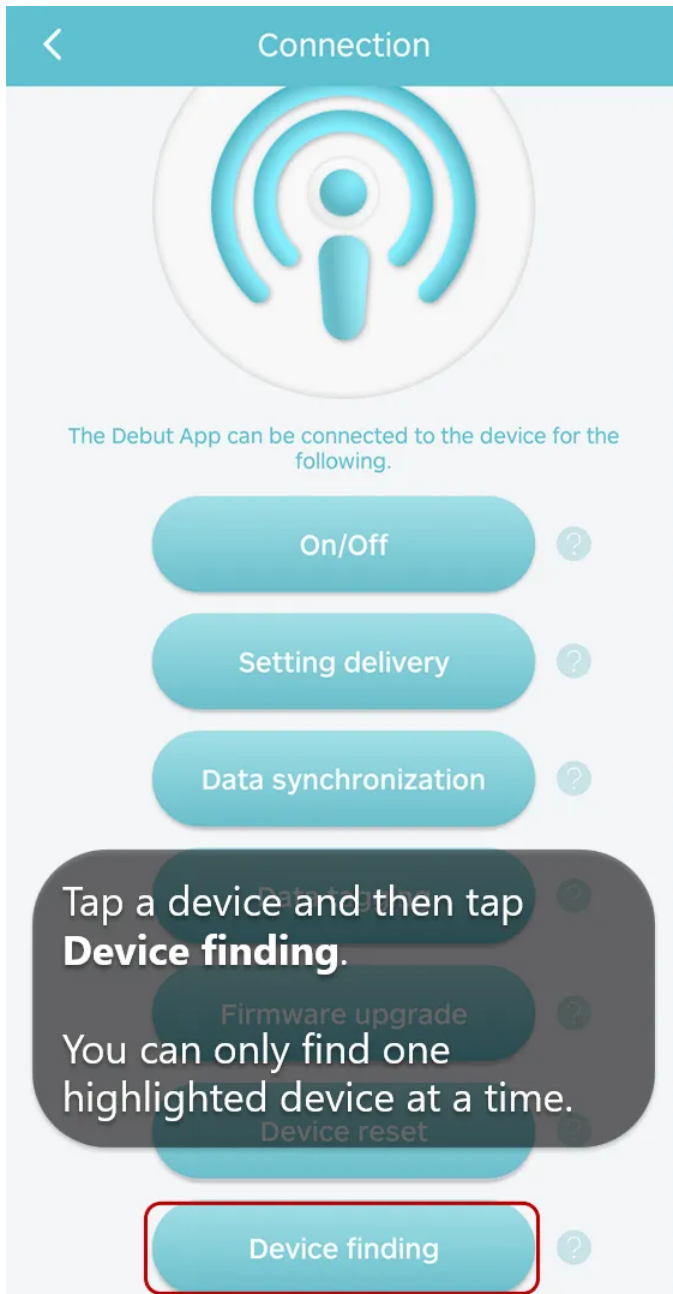 Connection
The Debut App can be connected to the device for the
following.
On/Off
?
Setting delivery
?
Data synchronization
?
Data tagging
?
Tap a device and then tap
Device finding.
Firmware upgrade
?
You can only find one
highlighted device at a time.
Device reset
?
Device finding
?